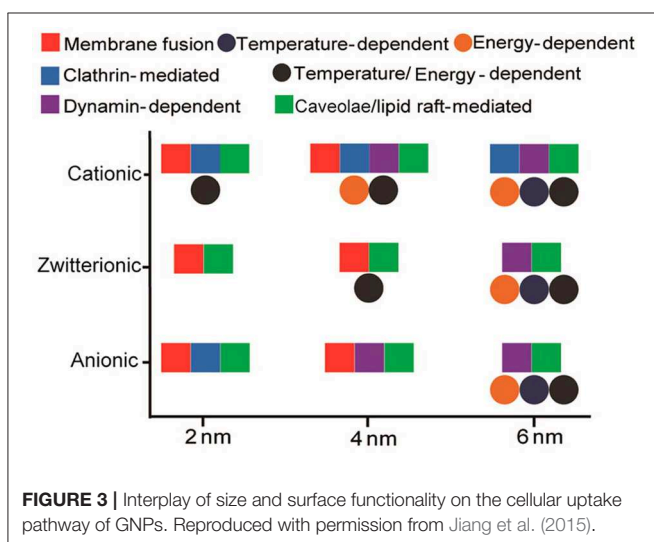 Membrane fusion Temperature-dependent Energy-dependent
Clathrin-mediated Temperature/ Energy-dependent
Dynamin-dependent Caveolae/lipid raft-mediated
Cationic
Zwitterionic
Anionic
2 nm 4 nm 6 nm
FIGURE 3 | Interplay of size and surface functionality on the cellular uptake
pathway of GNPs. Reproduced with permission from Jiang et al. (2015).